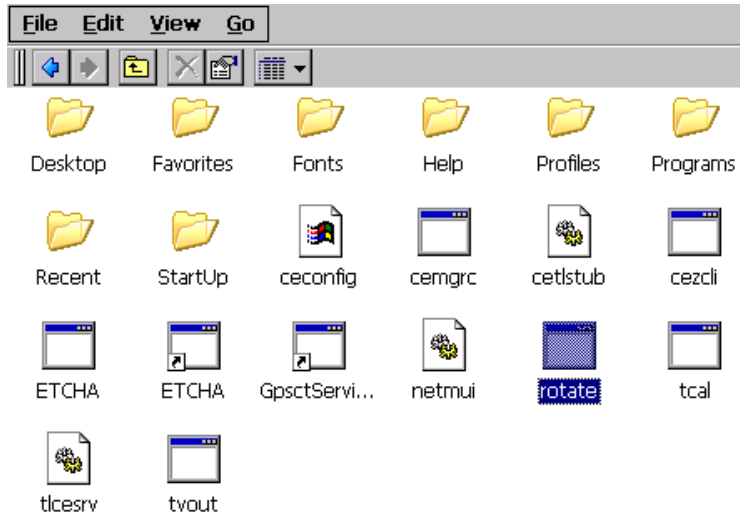 File Edit View Go
Desktop Favorites Fonts Help Profiles Programs
Recent StartUp ceconfig cemgrc cetlstub cezcli
ETCHA ETCHA GpsctServi... netmui rotate tcal
tlcesrv tvout